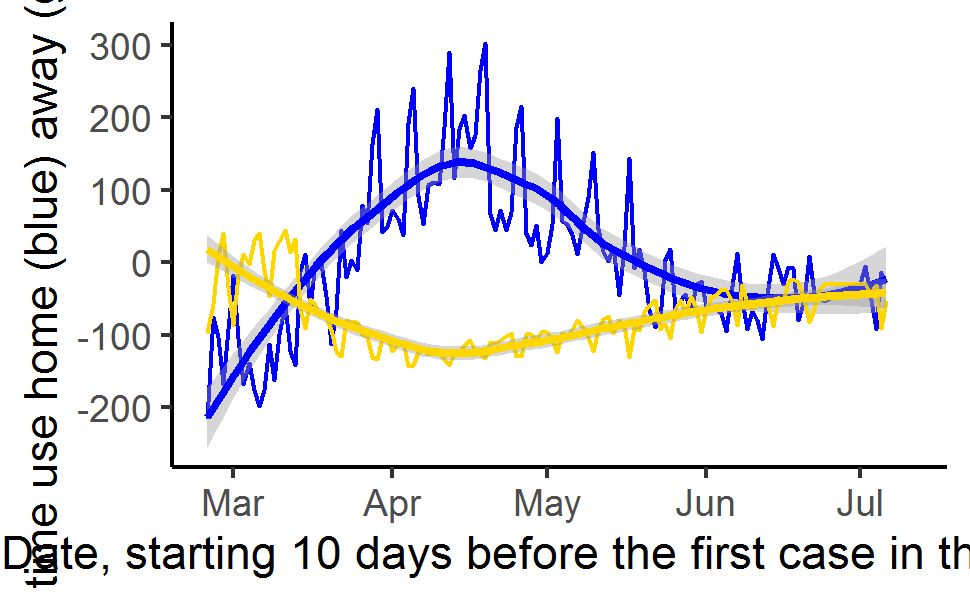 time use home (blue) away (
300
200
100
0
-100
-200
Mar Apr May Jun Jul
Date, starting 10 days before the first case in th